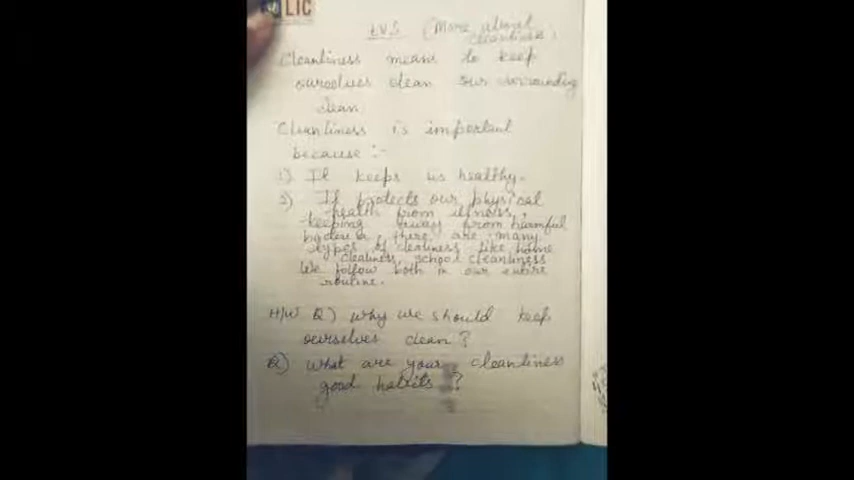 LIC
EVS (More about
cleanliness)
Cleanliness means to keep
ourselves clean our surrounding
clean
Cleanliness is important
because :-
1) It keeps us healthy.
2) It protects our physical
health from illness,
keeping away from harmful
bacteria, there are many
types of cleanliness like home
cleanliness, school cleanliness
We follow both in our entire
routine.
H/W Q) why we should keep
ourselves clean?
Q) what are your cleanliness
good habits ?